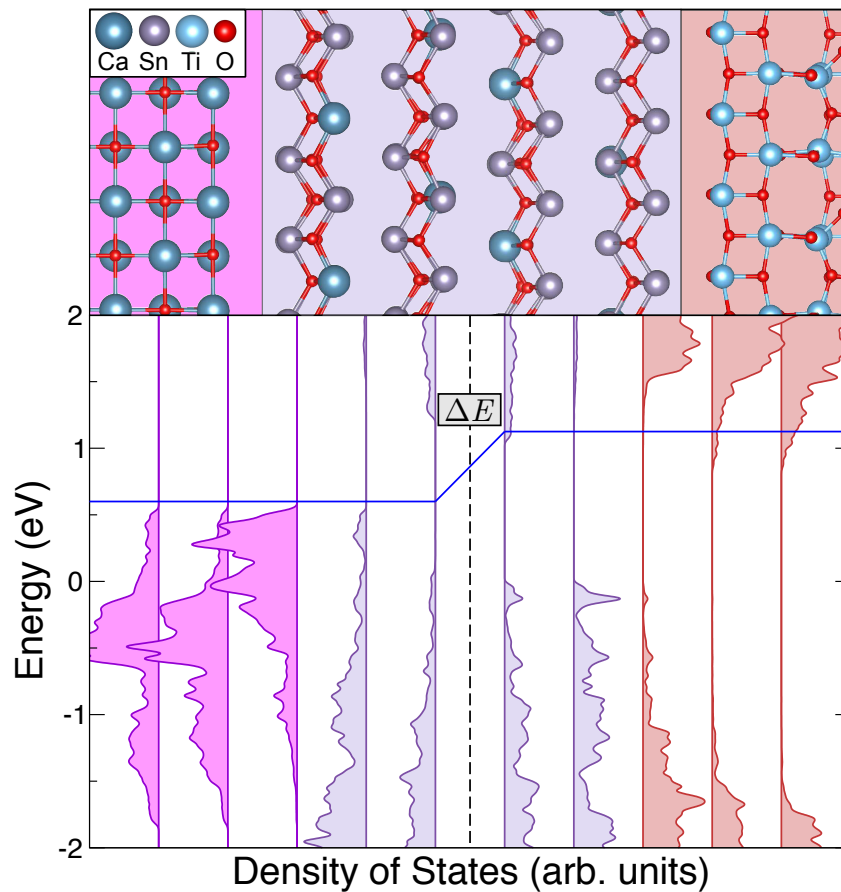 Ca Sn Ti O
2
ΔE
1
0
-1
-2
Energy (eV)
Density of States (arb. units)